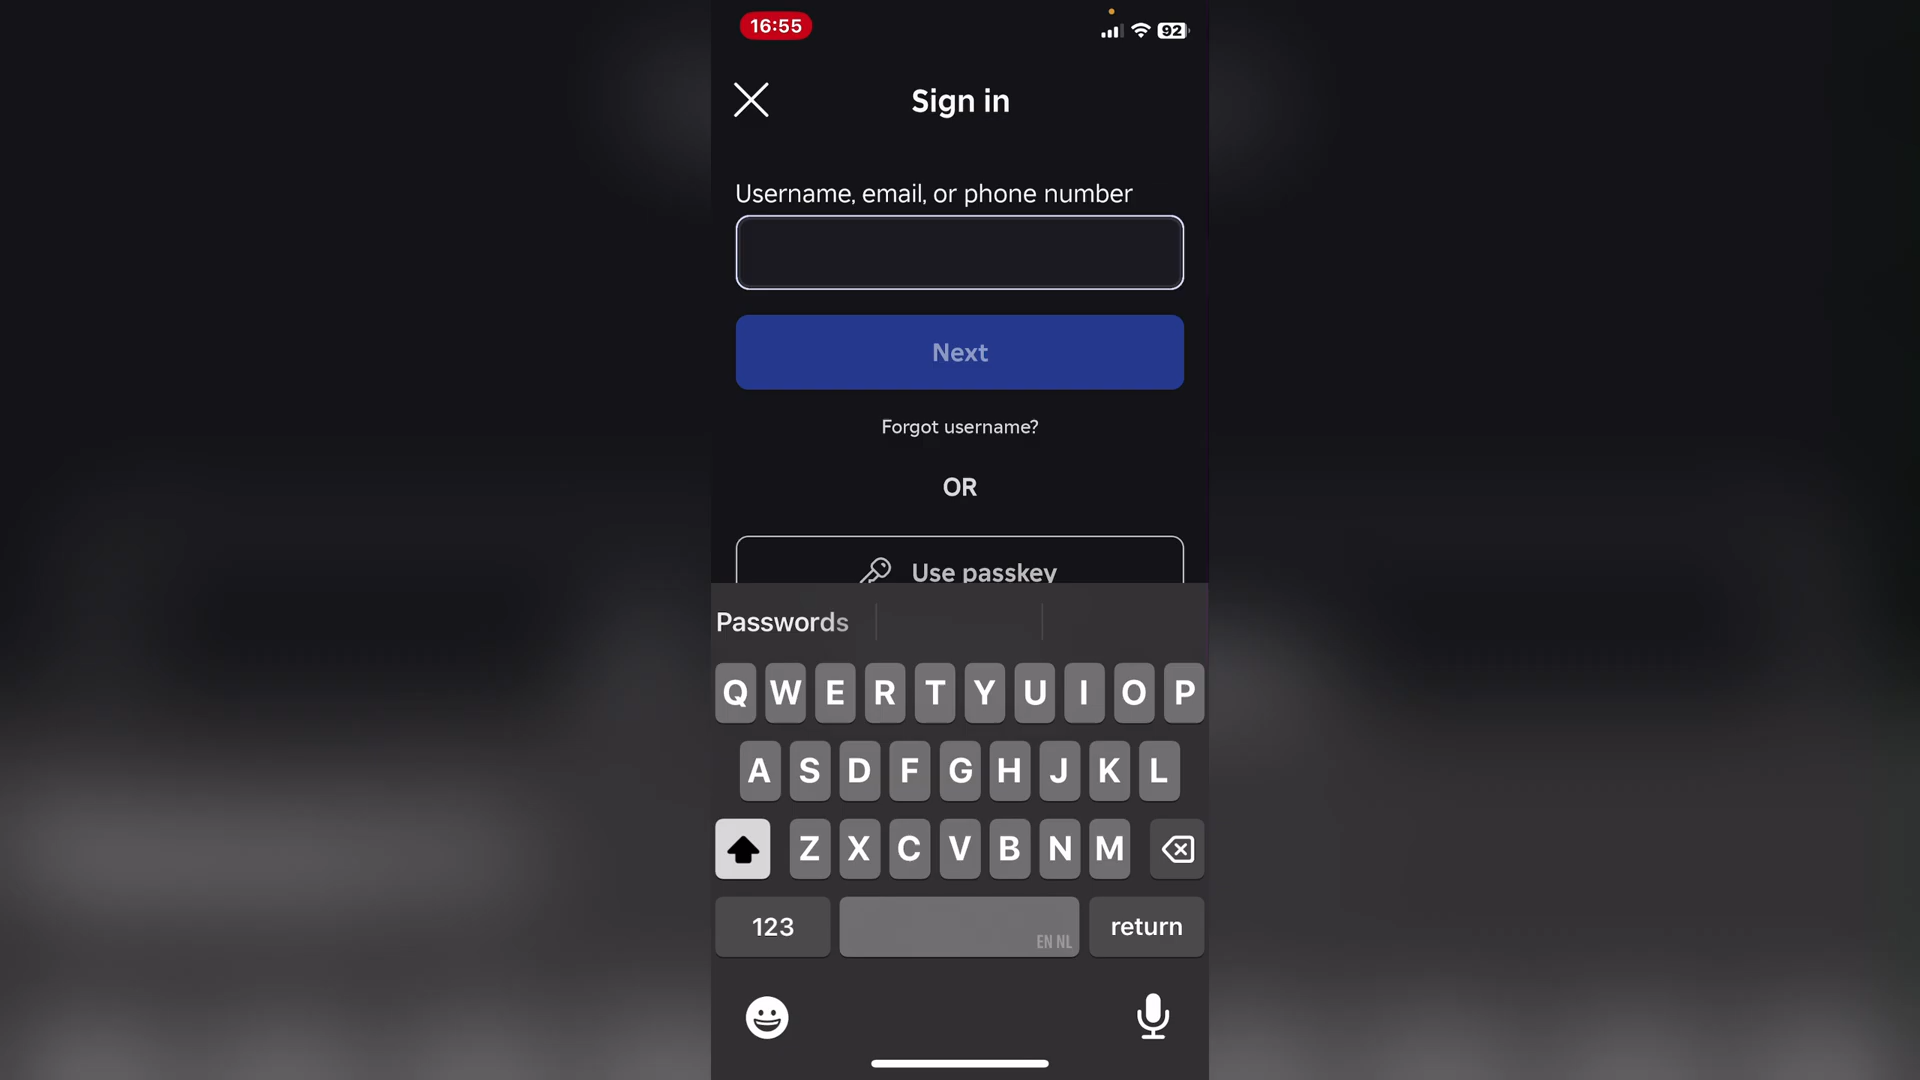 16:55
92
Sign in
Username, email, or phone number
Next
Forgot username?
OR
Use passkey
Passwords
Q W E R T Y U I O P
A S D F G H J K L
Z X C V B N M
123
EN NL
return